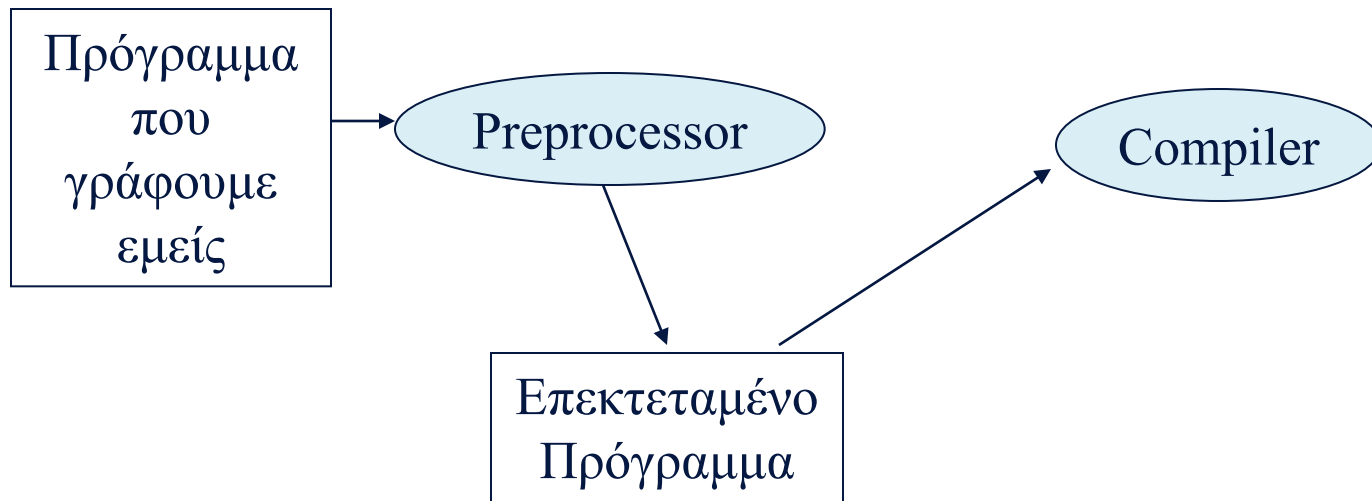 Πρόγραμμα
που
γράφουμε
εμείς
Preprocessor
Compiler
Επεκτεταμένο
Πρόγραμμα